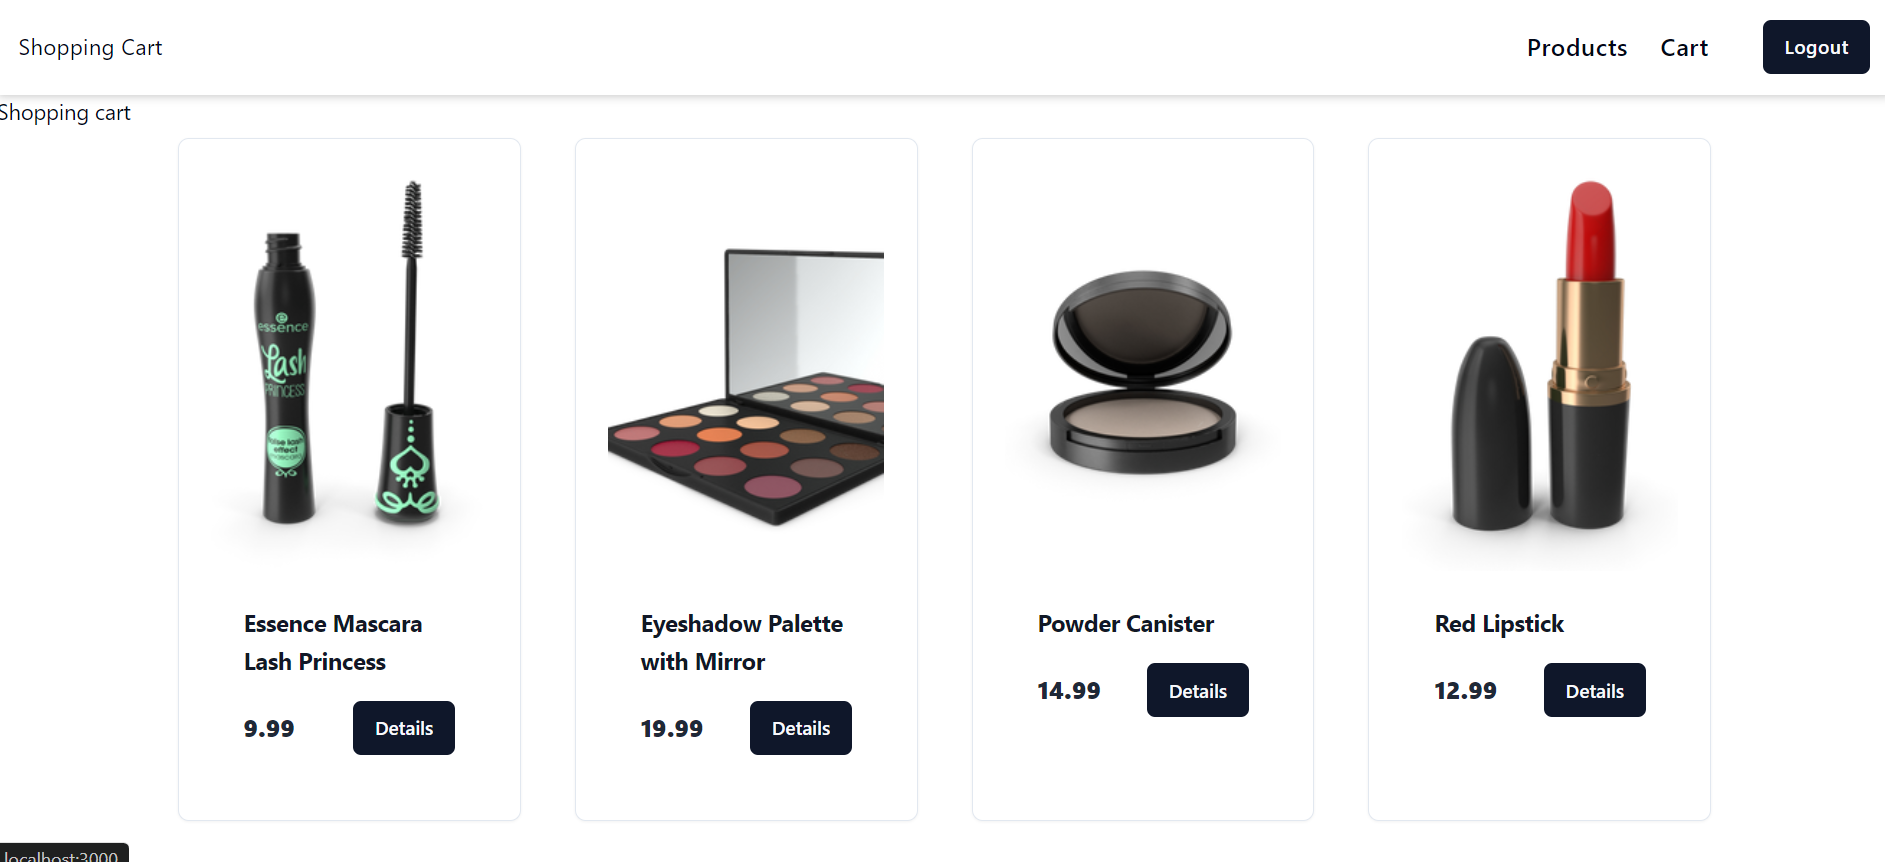 Shopping Cart
Products Cart Logout
Shopping cart
essence
Lash
PRINCESS
false lash
effect
mascara
Essence Mascara
Lash Princess
9.99 Details
Eyeshadow Palette
with Mirror
19.99 Details
Powder Canister
14.99 Details
Red Lipstick
12.99 Details
localhost:3000